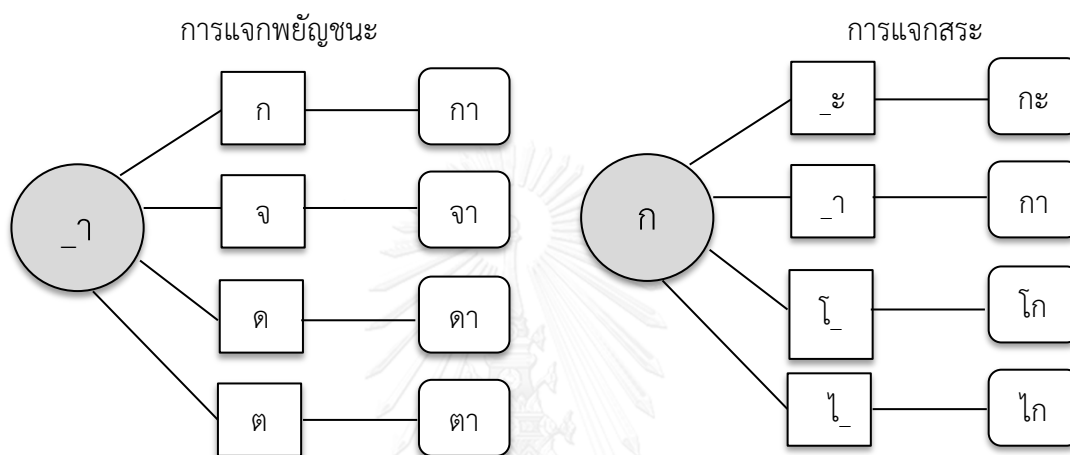 การแจกพยัญชนะ
_า
ก
กา
จ
จา
ด
ดา
ต
ตา
การแจกสระ
ก
_ะ
กะ
_า
กา
โ_
โก
ไ_
ไก